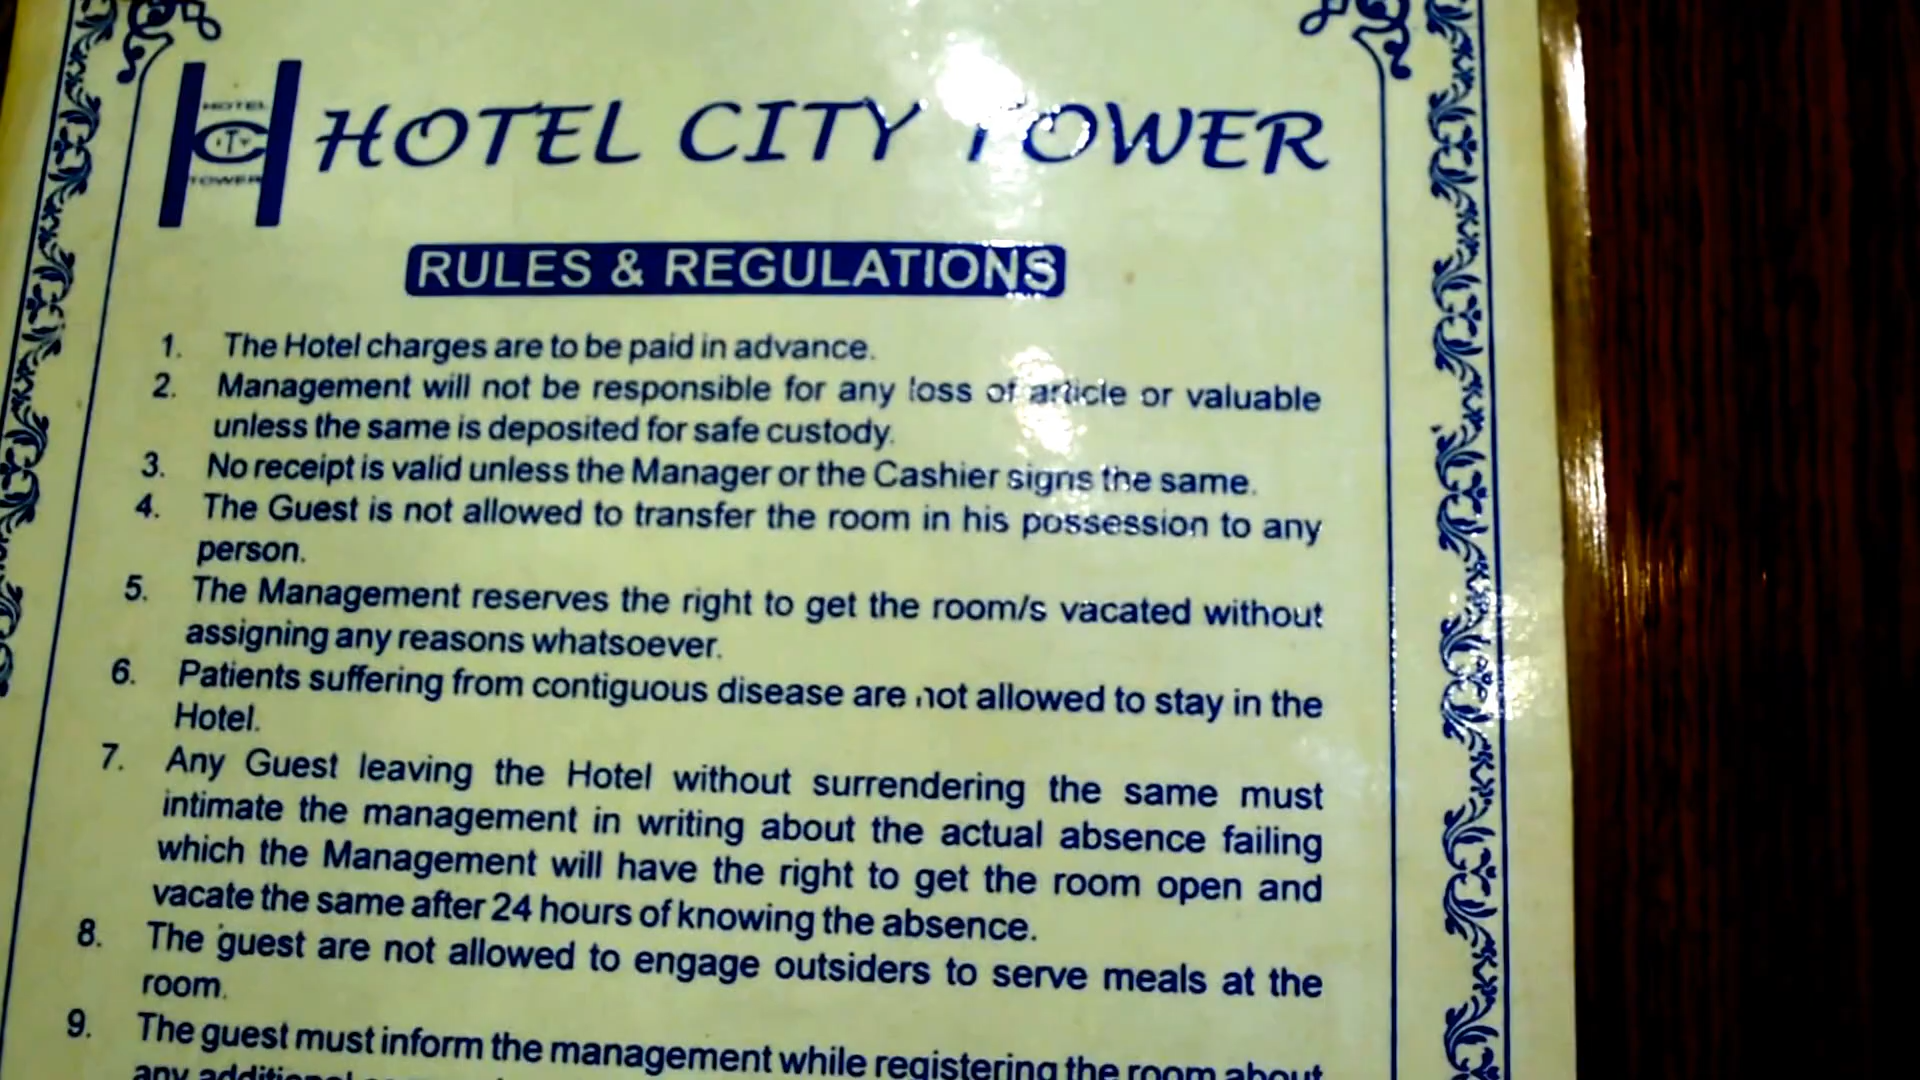 HOTEL
CITY
TOWER
HOTEL CITY TOWER
RULES & REGULATIONS
1. The Hotel charges are to be paid in advance.
2. Management will not be responsible for any loss of article or valuable
unless the same is deposited for safe custody.
3. No receipt is valid unless the Manager or the Cashier signs the same.
4. The Guest is not allowed to transfer the room in his possession to any
person.
5. The Management reserves the right to get the room/s vacated without
assigning any reasons whatsoever.
6. Patients suffering from contiguous disease are not allowed to stay in the
Hotel.
7. Any Guest leaving the Hotel without surrendering the same must
intimate the management in writing about the actual absence failing
which the Management will have the right to get the room open and
vacate the same after 24 hours of knowing the absence.
8. The guest are not allowed to engage outsiders to serve meals at the
room.
9. The guest must inform the management while registering the room about
any additional